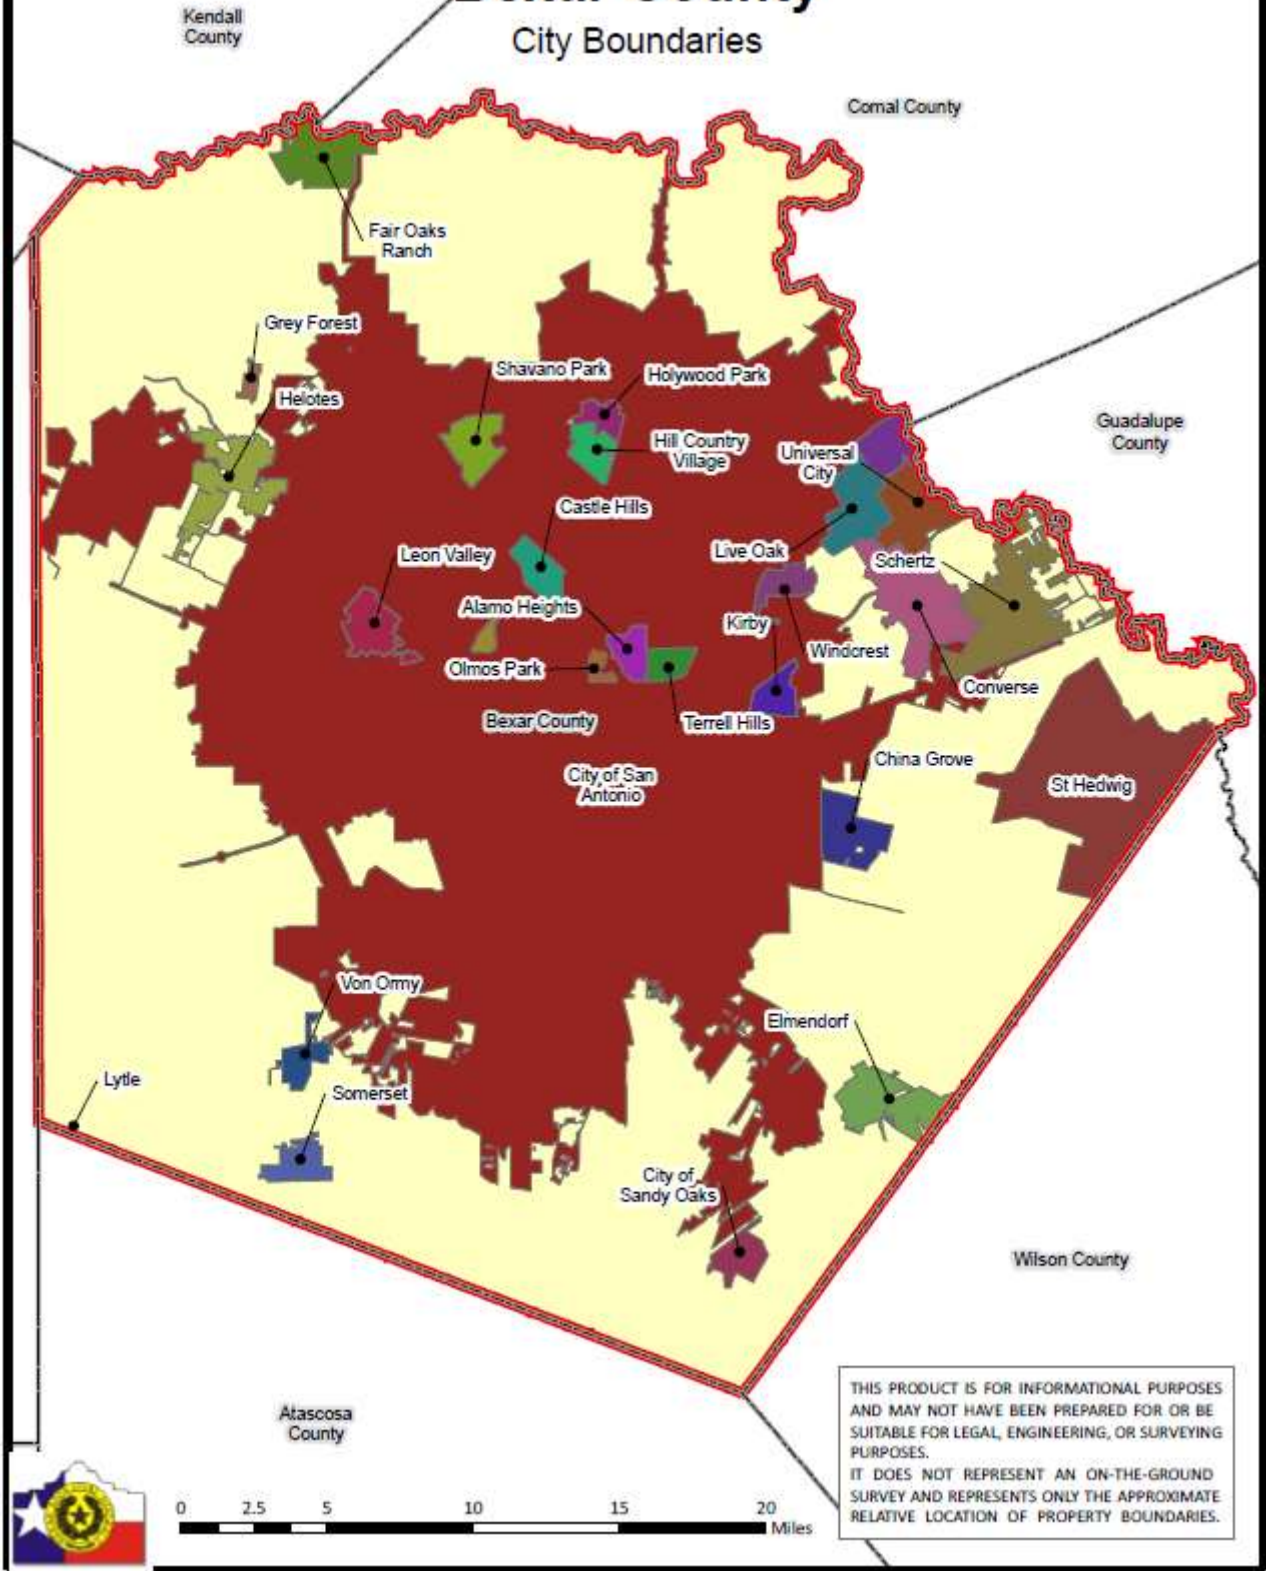 Kendall
County
City Boundaries
Comal County
Fair Oaks
Ranch
Grey Forest
Shavano Park
Holywood Park
Helotes
Guadalupe
County
Hill Country
Village
Universal
City
Castle Hills
Leon Valley
Live Oak
Schertz
Alamo Heights
Kirby
Windcrest
Olmos Park
Converse
Bexar County
Terrell Hills
China Grove
City of San
Antonio
St Hedwig
Von Ormy
Elmendorf
Lytle
Somerset
City of
Sandy Oaks
Wilson County
Atascosa
County
THIS PRODUCT IS FOR INFORMATIONAL PURPOSES
AND MAY NOT HAVE BEEN PREPARED FOR OR BE
SUITABLE FOR LEGAL, ENGINEERING, OR SURVEYING
PURPOSES.
IT DOES NOT REPRESENT AN ON-THE-GROUND
SURVEY AND REPRESENTS ONLY THE APPROXIMATE
RELATIVE LOCATION OF PROPERTY BOUNDARIES.
0 2.5 5 10 15 20
Miles